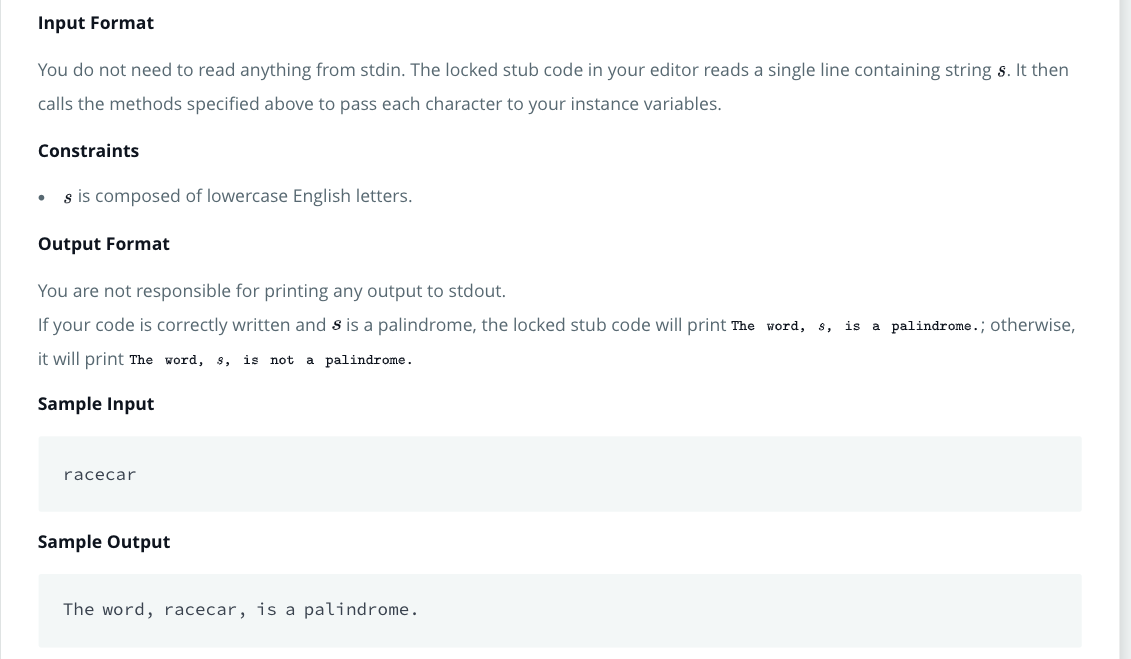 Input Format
You do not need to read anything from stdin. The locked stub code in your editor reads a single line containing string s. It then
calls the methods specified above to pass each character to your instance variables.
Constraints
• s is composed of lowercase English letters.
Output Format
You are not responsible for printing any output to stdout.
If your code is correctly written and s is a palindrome, the locked stub code will print The word, s, is a palindrome.; otherwise,
it will print The word, s, is not a palindrome.
Sample Input
racecar
Sample Output
The word, racecar, is a palindrome.